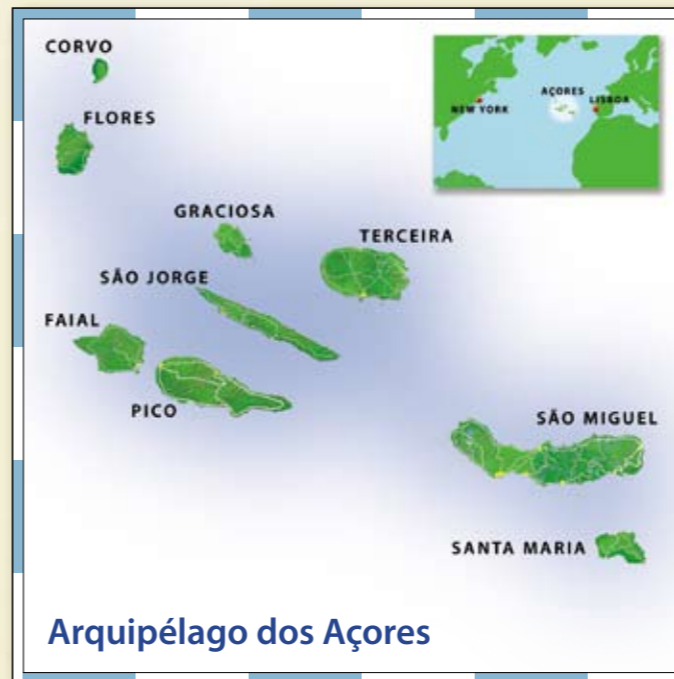 CORVO
FLORES
AÇORES
NEW YORK
LISBOA
GRACIOSA
TERCEIRA
SÃO JORGE
FAIAL
PICO
SÃO MIGUEL
SANTA MARIA
Arquipélago dos Açores